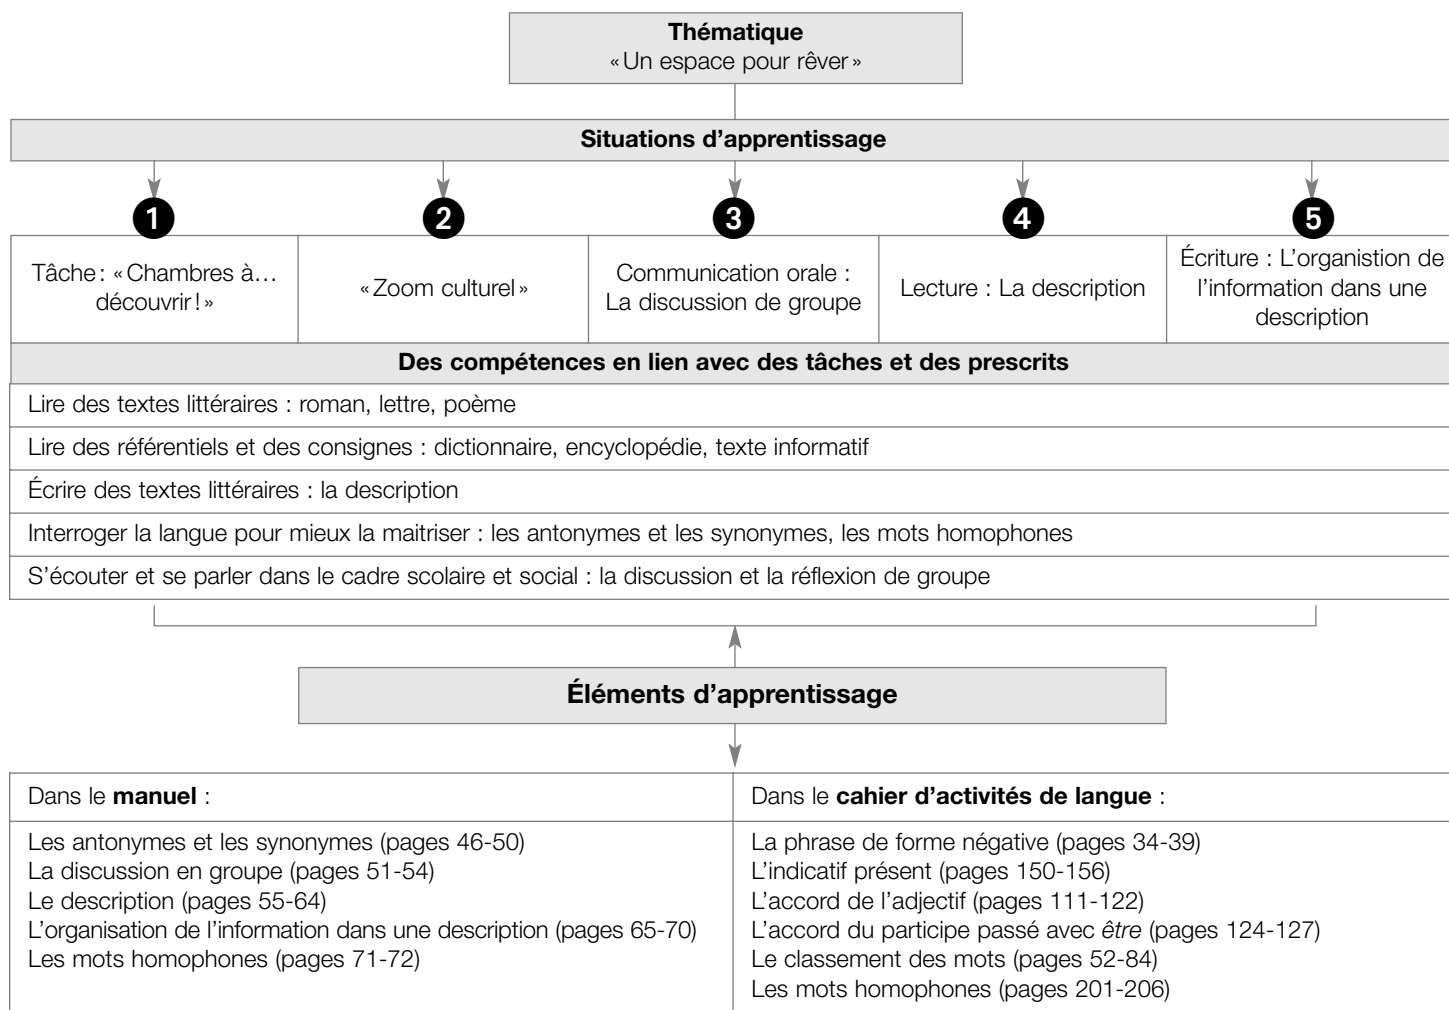 Thématique
« Un espace pour rêver »
Situations d'apprentissage
1
2
3
4
5
Tâche : « Chambres à…
découvrir ! »
« Zoom culturel »
Communication orale :
La discussion de groupe
Lecture : La description
Écriture : L'organistion de
l'information dans une
description
Des compétences en lien avec des tâches et des prescrits
Lire des textes littéraires : roman, lettre, poème
Lire des référentiels et des consignes : dictionnaire, encyclopédie, texte informatif
Écrire des textes littéraires : la description
Interroger la langue pour mieux la maitriser : les antonymes et les synonymes, les mots homophones
S'écouter et se parler dans le cadre scolaire et social : la discussion et la réflexion de groupe
Éléments d'apprentissage
Dans le manuel :
Les antonymes et les synonymes (pages 46-50)
La discussion en groupe (pages 51-54)
Le description (pages 55-64)
L'organisation de l'information dans une description (pages 65-70)
Les mots homophones (pages 71-72)
Dans le cahier d'activités de langue :
La phrase de forme négative (pages 34-39)
L'indicatif présent (pages 150-156)
L'accord de l'adjectif (pages 111-122)
L'accord du participe passé avec être (pages 124-127)
Le classement des mots (pages 52-84)
Les mots homophones (pages 201-206)